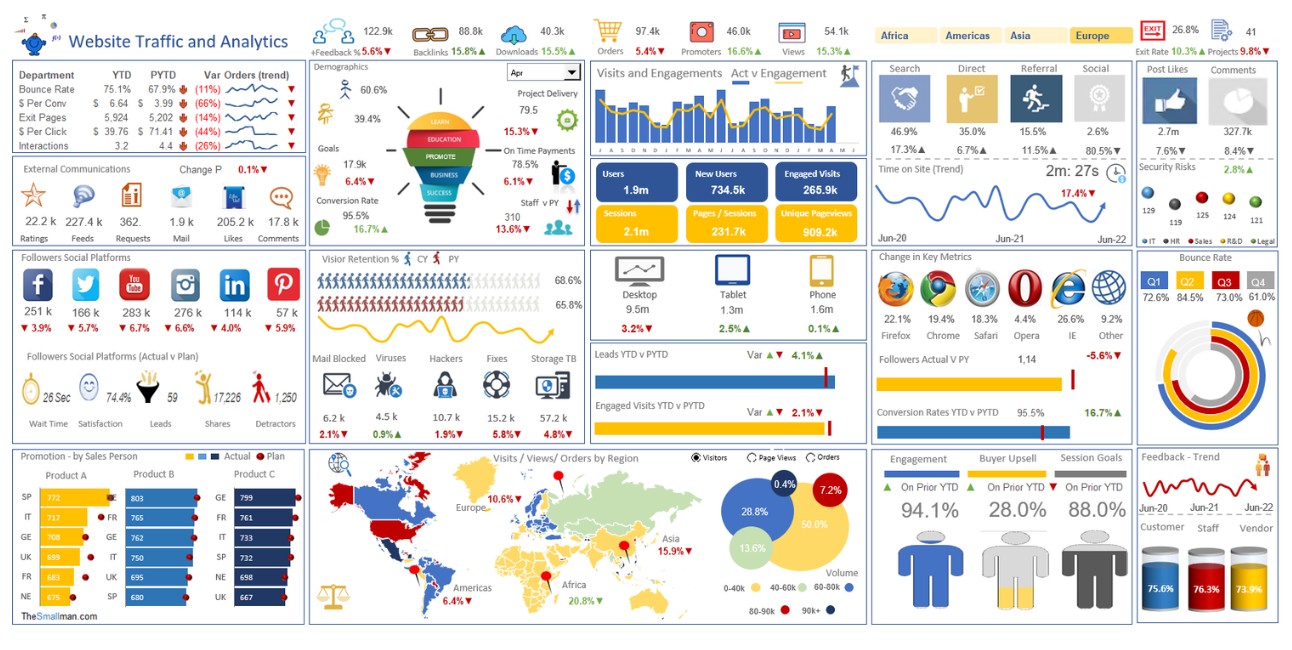 Σ π f(x)
Website Traffic and Analytics
+Feedback % 122.9k 5.6%▼
Backlinks 88.8k 15.8%▲
Downloads 40.3k 15.5%▲
Orders 97.4k 5.4%▼
Promoters 46.0k 16.6%▲
Views 54.1k 15.3%▲
Africa Americas Asia Europe
EXIT 26.8% Exit Rate 10.3%▲
41 Projects 9.8%▼
Department YTD PYTD Var Orders (trend)
Bounce Rate 75.1% 67.9% (11%) ▼
$ Per Conv $ 6.64 $ 3.99 (66%) ▼
Exit Pages 5,924 5,202 (14%) ▼
$ Per Click $ 39.76 $ 71.41 (44%) ▼
Interactions 3.2 4.4 (26%) ▼
External Communications Change P 0.1%▼
22.2 k 227.4 k 362. 1.9 k 205.2 k 17.8 k
Ratings Feeds Requests Mail Likes Comments
Demographics
Apr
60.6%
39.4%
Goals
17.9k
6.4%▼
Conversion Rate
95.5%
16.7%▲
LEARN
EDUCATION
PROMOTE
BUSINESS
SUCCESS
Project Delivery
79.5
15.3%▼
On Time Payments
78.5%
6.1%▼
Staff v PY
310
13.6%▼
Visits and Engagements Act v Engagement
J A S O N D J F M A M J J A S O N D J F M A M J
Users
1.9m
New Users
734.5k
Engaged Visits
265.9k
Sessions
2.1m
Pages / Sessions
231.7k
Unique Pageviews
909.2k
Search Direct Referral Social
46.9% 35.0% 15.5% 2.6%
17.3%▲ 6.7%▲ 11.5%▲ 80.5%▼
Time on Site (Trend) 2m: 27s
17.4%▼
Jun-20 Jun-21 Jun-22
Post Likes Comments
2.7m 327.7k
7.6%▼ 8.4%▼
Security Risks
2.8%▲
129 119 125 124 121
IT HR Sales R&D Legal
Followers Social Platforms
You Tube
251 k 166 k 283 k 276 k 114 k 57 k
▼ 3.9% ▼ 5.7% ▼ 6.7% ▼ 6.6% ▼ 4.0% ▼ 5.9%
Followers Social Platforms (Actual v Plan)
26 Sec 74.4% 59 17,226 1,250
Wait Time Satisfaction Leads Shares Detractors
Visior Retention % CY PY
68.6%
65.8%
Mail Blocked Viruses Hackers Fixes Storage TB
6.2 k 4.5 k 10.7 k 15.2 k 57.2 k
2.1%▼ 0.9%▲ 1.9%▼ 5.8%▼ 4.8%▼
Desktop Tablet Phone
9.5m 1.3m 1.6m
3.2%▼ 2.5%▲ 0.1%▲
Leads YTD v PYTD Var ▲▼ 4.1%▲
Engaged Visits YTD v PYTD Var ▲▼ 2.1%▼
Change in Key Metrics
22.1% 19.4% 18.3% 4.4% 26.6% 9.2%
Firefox Chrome Safari Opera IE Other
Followers Actual V PY 1,14 -5.6%▼
Conversion Rates YTD v PYTD 95.5% 16.7%▲
Bounce Rate
Q1 Q2 Q3 Q4
72.6% 84.5% 73.0% 61.0%
Promotion - by Sales Person Actual Plan
Product A Product B Product C
SP 772 803 GE 799
IT 717 FR 765 FR 761
GE 708 GE 762 IT 733
UK 699 IT 750 SP 732
FR 683 UK 695 NE 698
NE 675 SP 680 UK 667
TheSmallman.com
Visits / Views/ Orders by Region
Visitors Page Views Orders
10.6%▼
Europe
Asia
15.9%▼
Americas
6.4%▼
Africa
20.8%▼
0.4%
7.2%
28.8%
50.0%
13.6%
Volume
0-40k 40-60k 60-80k
80-90k 90k+
Engagement Buyer Upsell Session Goals
▲ On Prior YTD ▲ On Prior YTD ▼ On Prior YTD
94.1% 28.0% 88.0%
Feedback - Trend
Jun-20 Jun-21 Jun-22
Customer Staff Vendor
75.6% 76.3% 73.9%